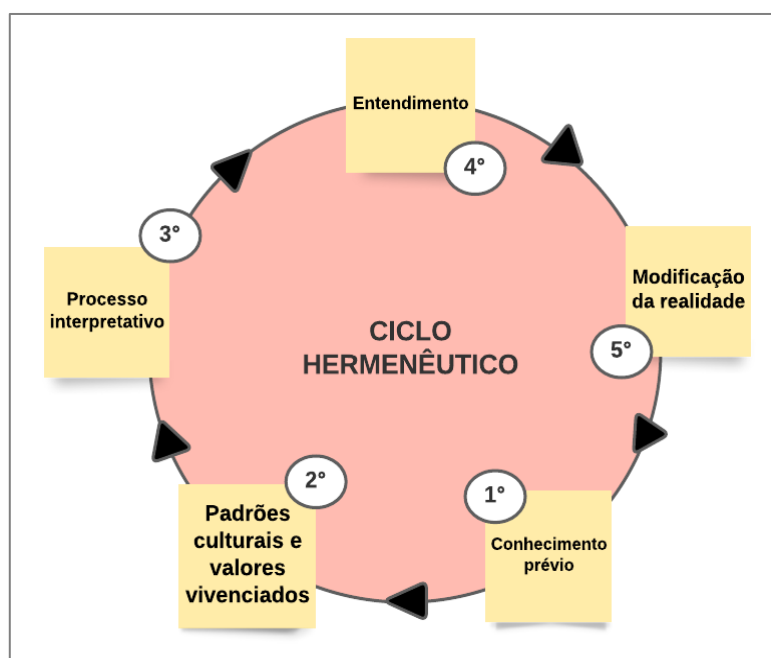 Entendimento
4°
3°
Processo
interpretativo
Modificação
da realidade
5°
CICLO
HERMENÊUTICO
2°
Padrões
culturais e
valores
vivenciados
1°
Conhecimento
prévio